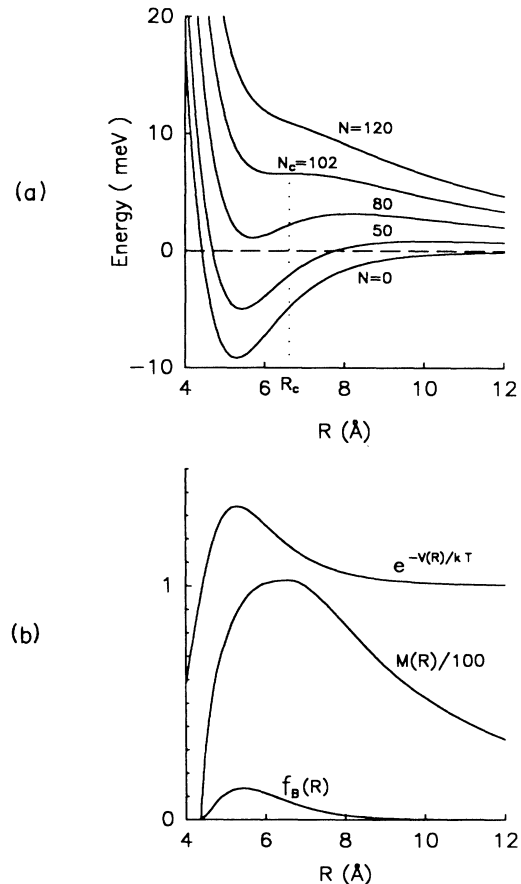 (a)
Energy ( meV)
20
10
0
−10
N=120
N_c=102
80
50
N=0
4
6
R_c
8
10
12
R (Å)
(b)
1
0
e^{−V(R)/kT}
M(R)/100
f_B(R)
4
6
8
10
12
R (Å)